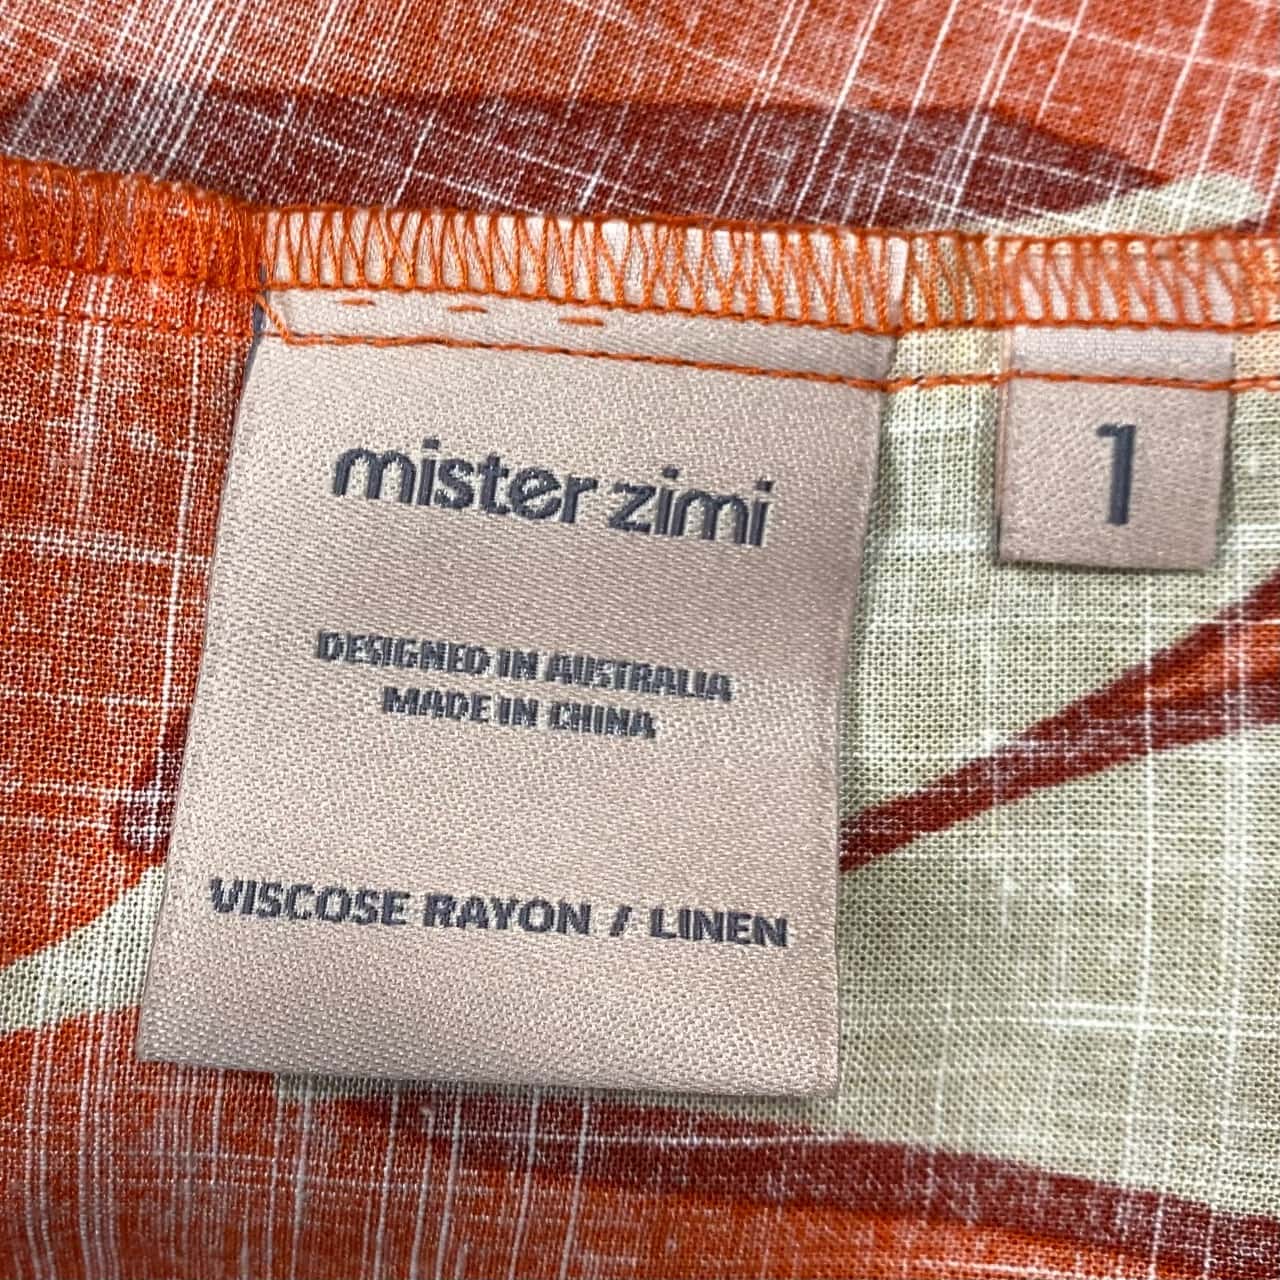 mister zimi
1
DESIGNED IN AUSTRALIA
MADE IN CHINA
VISCOSE RAYON / LINEN